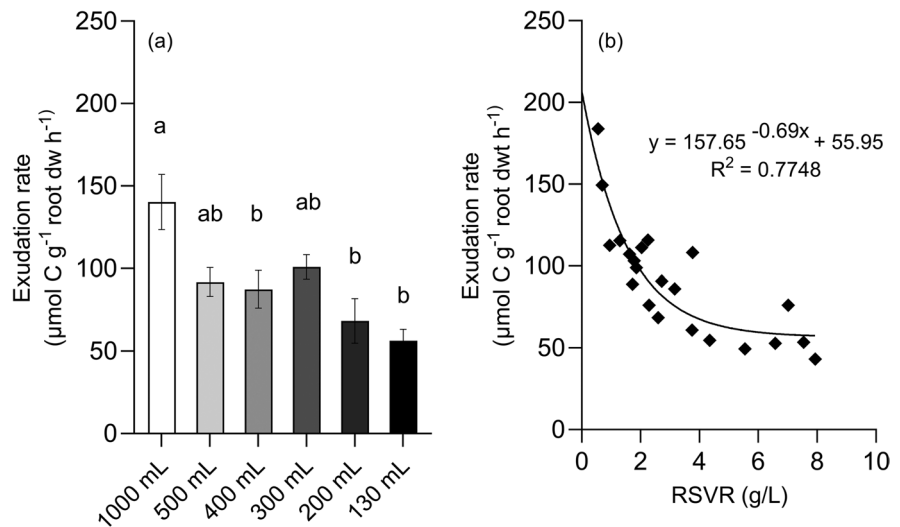 (a)
Exudation rate
(µmol C g⁻¹ root dw h⁻¹)
250
200
150
100
50
0
a
ab
b
ab
b
b
1000 mL
500 mL
400 mL
300 mL
200 mL
130 mL
(b)
Exudation rate
(µmol C g⁻¹ root dwt h⁻¹)
250
200
150
100
50
0
y = 157.65 ⁻⁰·⁶⁹ˣ + 55.95
R² = 0.7748
0 2 4 6 8 10
RSVR (g/L)